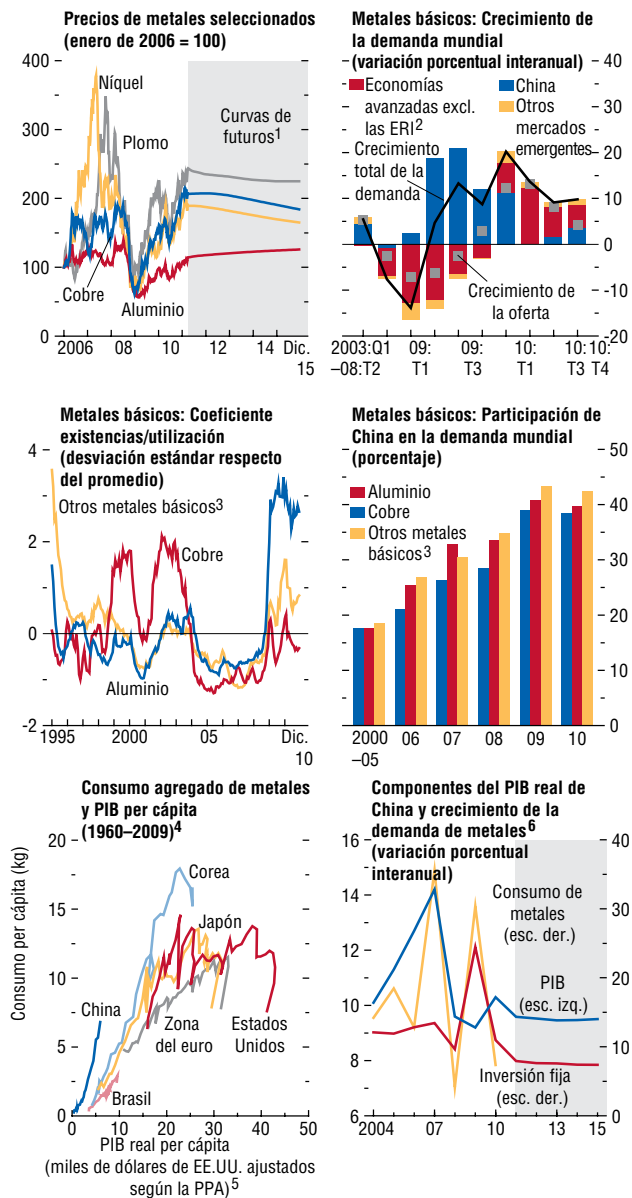 Precios de metales seleccionados
(enero de 2006 = 100)
400
300
200
100
0
Níquel
Plomo
Curvas de
futuros1
Cobre
Aluminio
2006
08
10
11
12
14
Dic.
15
Metales básicos: Crecimiento de
la demanda mundial
(variación porcentual interanual)
Economías
avanzadas excl.
las ERI2
China
Otros
mercados
emergentes
Crecimiento
total de la
demanda
Crecimiento de
la oferta
40
30
20
10
0
-10
-20
2003:Q1
–08:T2
09:
T1
09:
T3
10:
T1
10:
T3
10:
T4
Metales básicos: Coeficiente
existencias/utilización
(desviación estándar respecto
del promedio)
4
2
0
-2
Otros metales básicos3
Cobre
Aluminio
1995
2000
05
Dic.
10
Metales básicos: Participación de
China en la demanda mundial
(porcentaje)
Aluminio
Cobre
Otros metales
básicos3
50
40
30
20
10
0
2000
–05
06
07
08
09
10
Consumo agregado de metales
y PIB per cápita
(1960–2009)4
Consumo per cápita (kg)
20
15
10
5
0
Corea
Japón
China
Zona
del euro
Estados
Unidos
Brasil
0
10
20
30
40
50
PIB real per cápita
(miles de dólares de EE.UU. ajustados
según la PPA)5
Componentes del PIB real de
China y crecimiento de la
demanda de metales6
(variación porcentual
interanual)
16
14
12
10
8
6
40
30
20
10
0
Consumo de
metales
(esc. der.)
PIB
(esc. izq.)
Inversión fija
(esc. der.)
2004
07
10
15